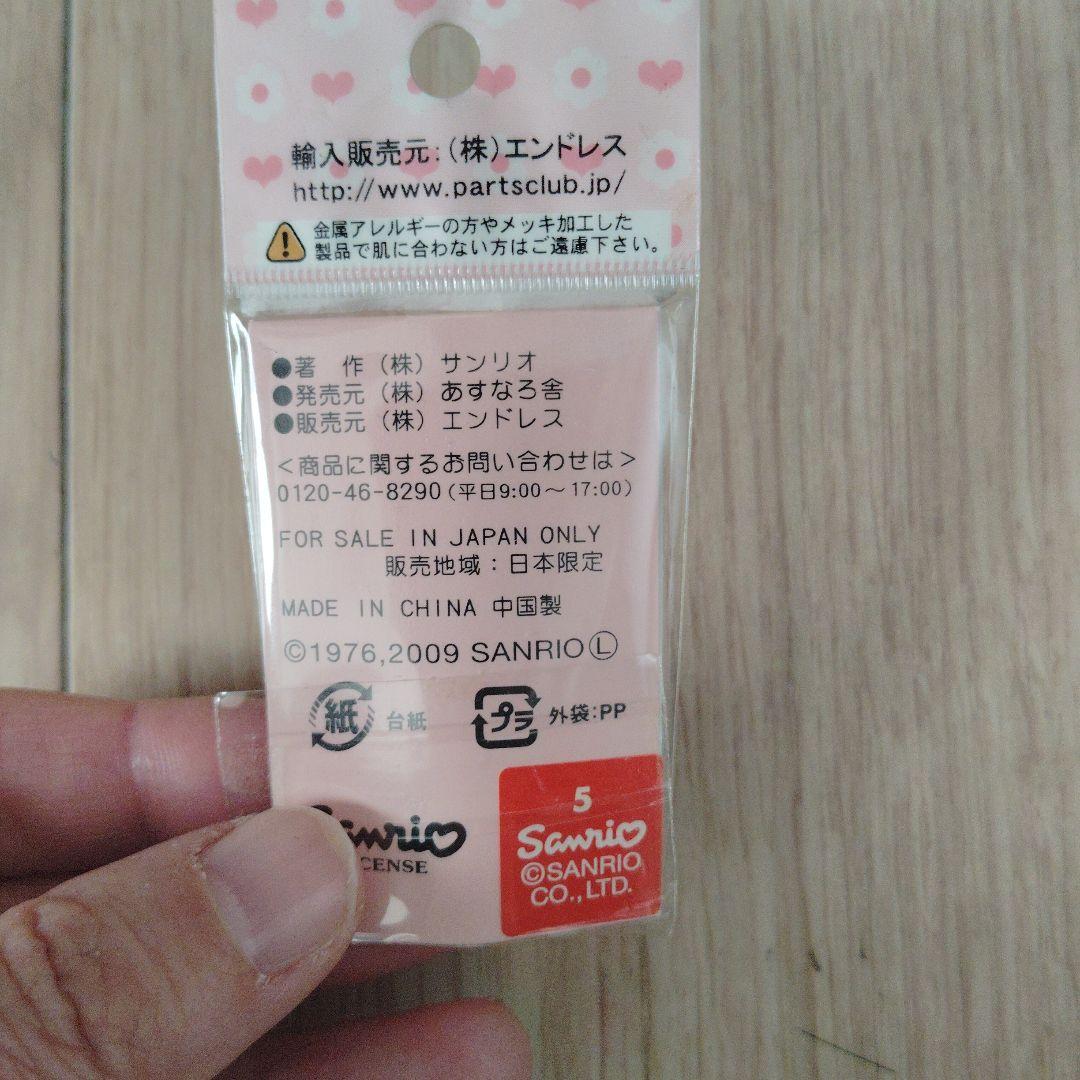 輸入販売元:(株)エンドレス
http://www.partsclub.jp/
金属アレルギーの方やメッキ加工した
製品で肌に合わない方はご遠慮下さい。
●著 作(株)サンリオ
●発売元(株)あすなろ舎
●販売元(株)エンドレス
<商品に関するお問い合わせは>
0120-46-8290(平日9:00〜17:00)
FOR SALE IN JAPAN ONLY
販売地域:日本限定
MADE IN CHINA 中国製
©1976,2009 SANRIO Ⓛ
紙 台紙
プラ 外袋:PP
5
Sanrio
©SANRIO
CO.,LTD.